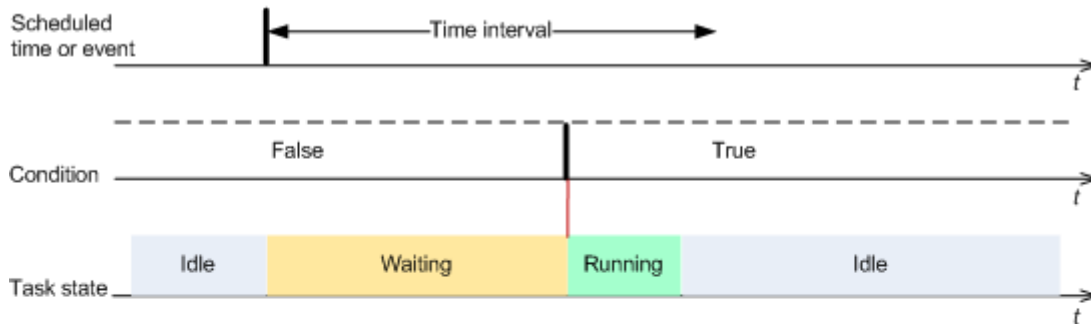 Scheduled
time or event
Time interval
t
False
True
Condition
t
Idle
Waiting
Running
Idle
Task state
t